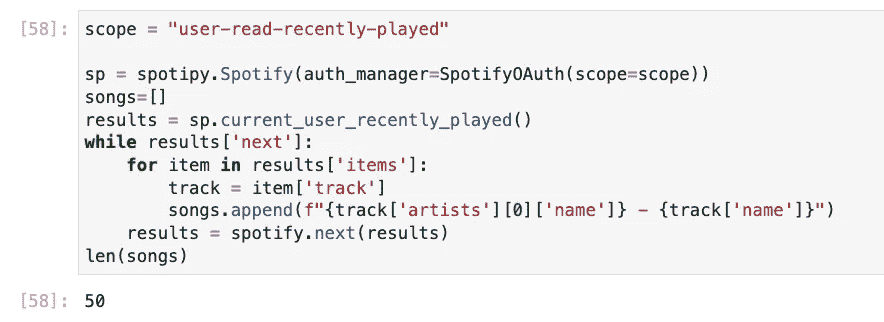 [58]: scope = "user-read-recently-played"
sp = spotipy.Spotify(auth_manager=SpotifyOAuth(scope=scope))
songs=[]
results = sp.current_user_recently_played()
while results['next']:
    for item in results['items']:
        track = item['track']
        songs.append(f"{track['artists'][0]['name']} - {track['name']}")
    results = spotify.next(results)
len(songs)
[58]: 50